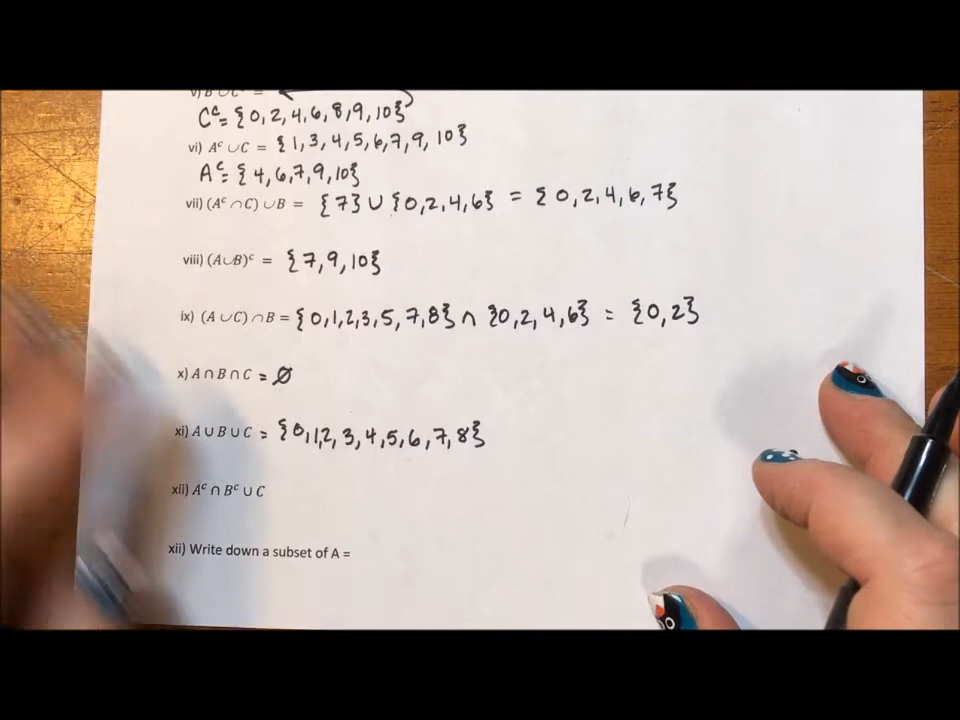 v) B ∪ Cᶜ =
Cᶜ = {0,2,4,6,8,9,10}
vi) Aᶜ ∪ C = {1,3,4,5,6,7,9,10}
Aᶜ = {4,6,7,9,10}
vii) (Aᶜ ∩ C) ∪ B = {7} ∪ {0,2,4,6} = {0,2,4,6,7}
viii) (A∪B)ᶜ = {7,9,10}
ix) (A ∪ C) ∩ B = {0,1,2,3,5,7,8} ∩ {0,2,4,6} = {0,2}
x) A ∩ B ∩ C = ∅
xi) A ∪ B ∪ C = {0,1,2,3,4,5,6,7,8}
xii) Aᶜ ∩ Bᶜ ∪ C
xii) Write down a subset of A =